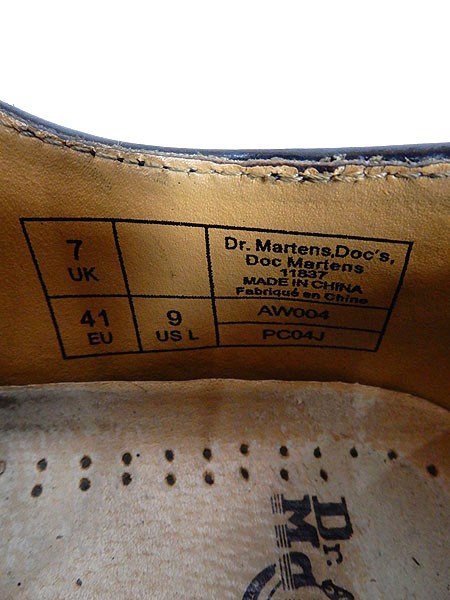 7
UK
41
EU
9
US L
Dr. Martens,Doc's,
Doc Martens
11837
MADE IN CHINA
Fabriqué en Chine
AW004
PC04J
Dr.